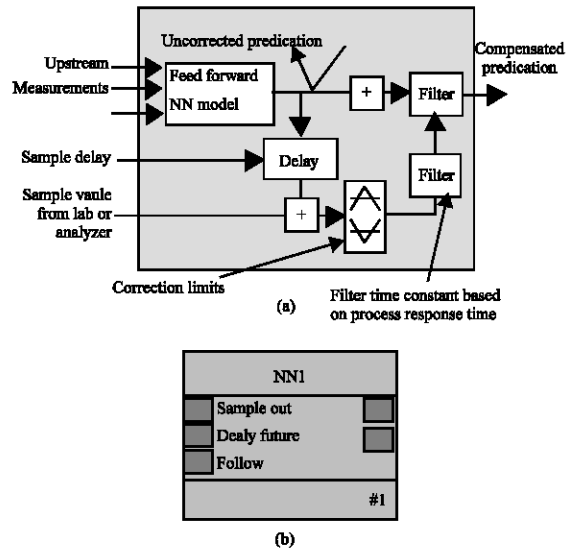 Uncorrected predication
Compensated
predication
Upstream
Measurements
Feed forward
NN model
+
Filter
Sample delay
Delay
Filter
Sample vaule
from lab or
analyzer
+
Correction limits
Filter time constant based
on process response time
(a)
NN1
Sample out
Dealy future
Follow
#1
(b)